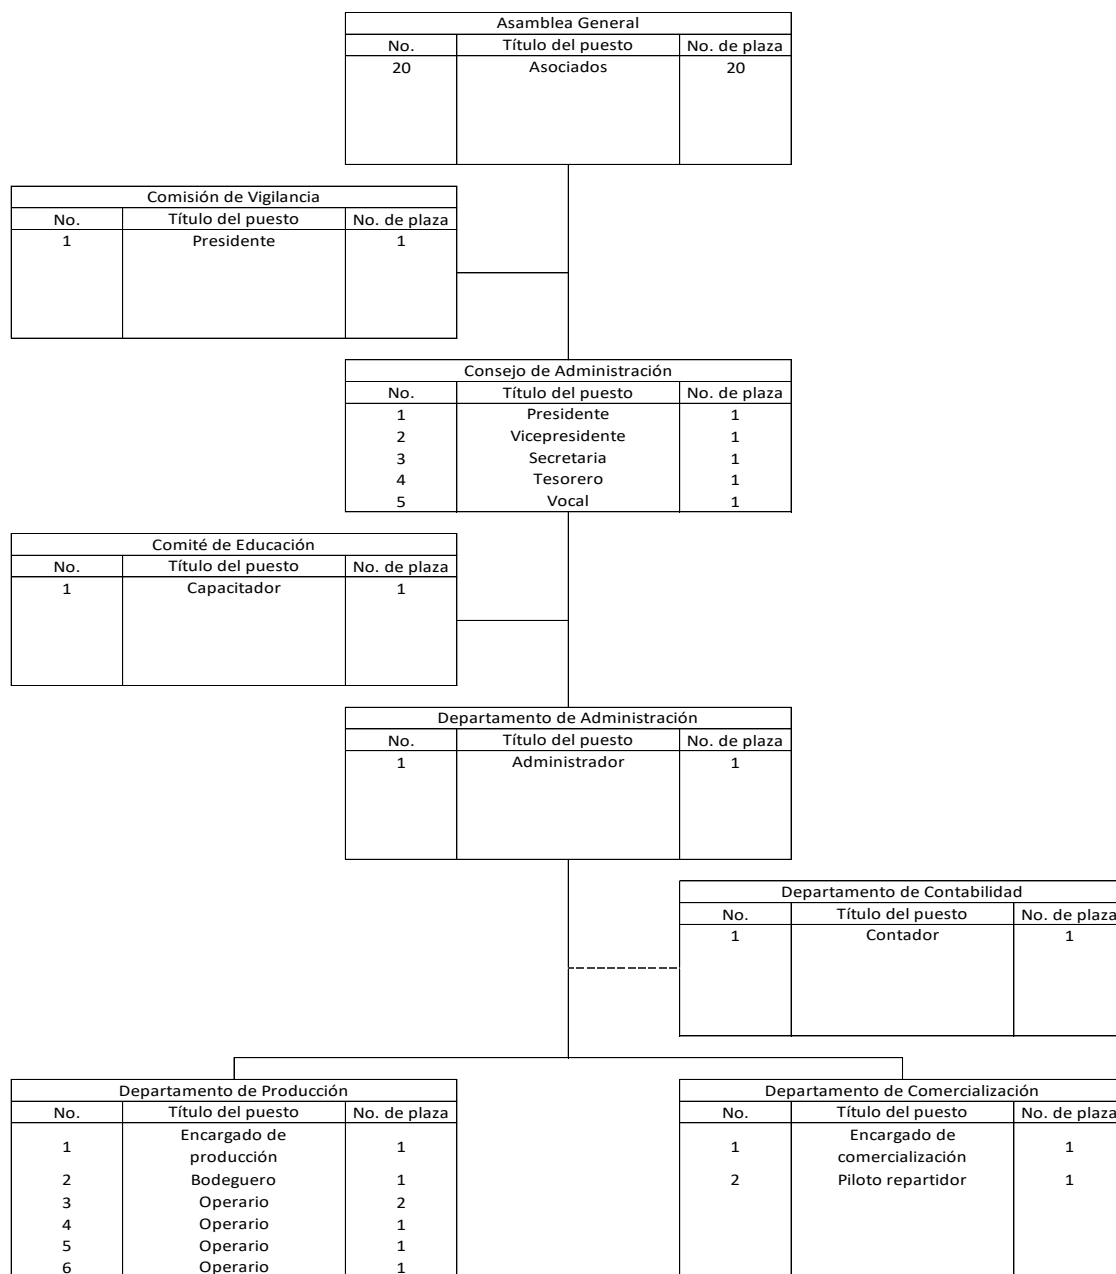 Asamblea General
No. Título del puesto No. de plaza
20 Asociados 20
Comisión de Vigilancia
No. Título del puesto No. de plaza
1 Presidente 1
Consejo de Administración
No. Título del puesto No. de plaza
1 Presidente 1
2 Vicepresidente 1
3 Secretaria 1
4 Tesorero 1
5 Vocal 1
Comité de Educación
No. Título del puesto No. de plaza
1 Capacitador 1
Departamento de Administración
No. Título del puesto No. de plaza
1 Administrador 1
Departamento de Contabilidad
No. Título del puesto No. de plaza
1 Contador 1
Departamento de Producción
No. Título del puesto No. de plaza
1 Encargado de
producción 1
2 Bodeguero 1
3 Operario 2
4 Operario 1
5 Operario 1
6 Operario 1
Departamento de Comercialización
No. Título del puesto No. de plaza
1 Encargado de
comercialización 1
2 Piloto repartidor 1